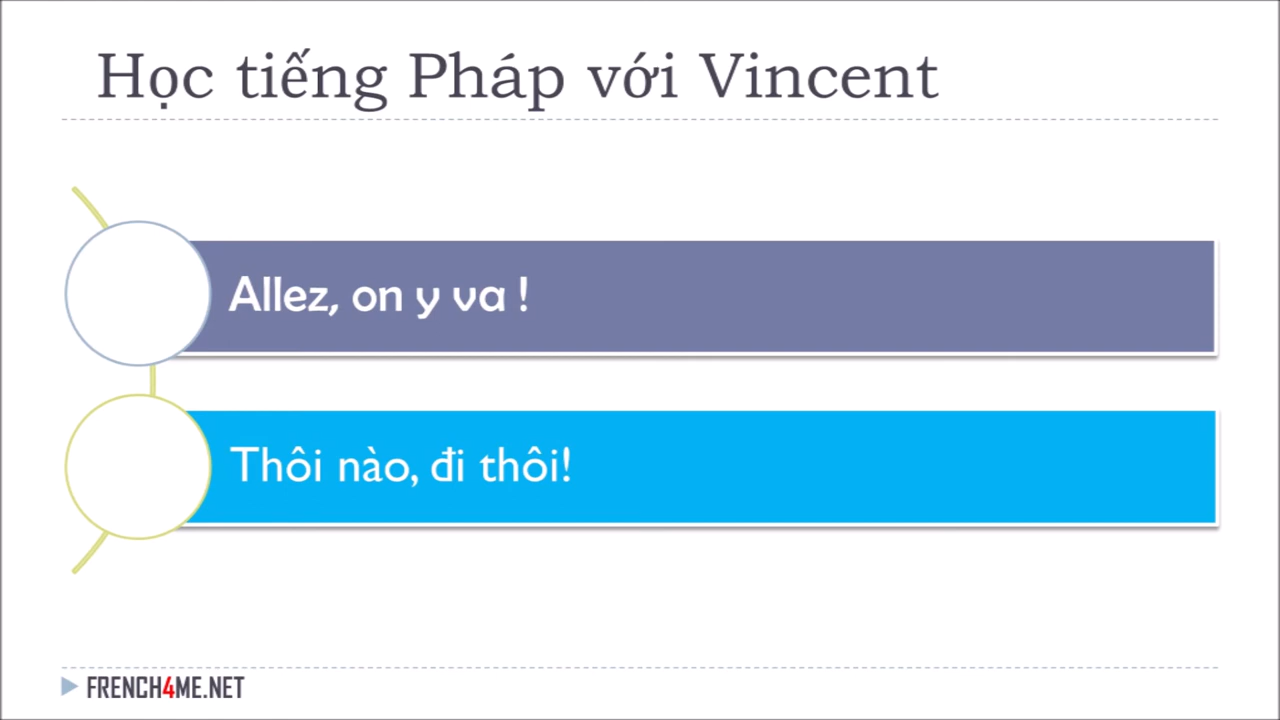 Học tiếng Pháp với Vincent
Allez, on y va !
Thôi nào, đi thôi!
FRENCH4ME.NET